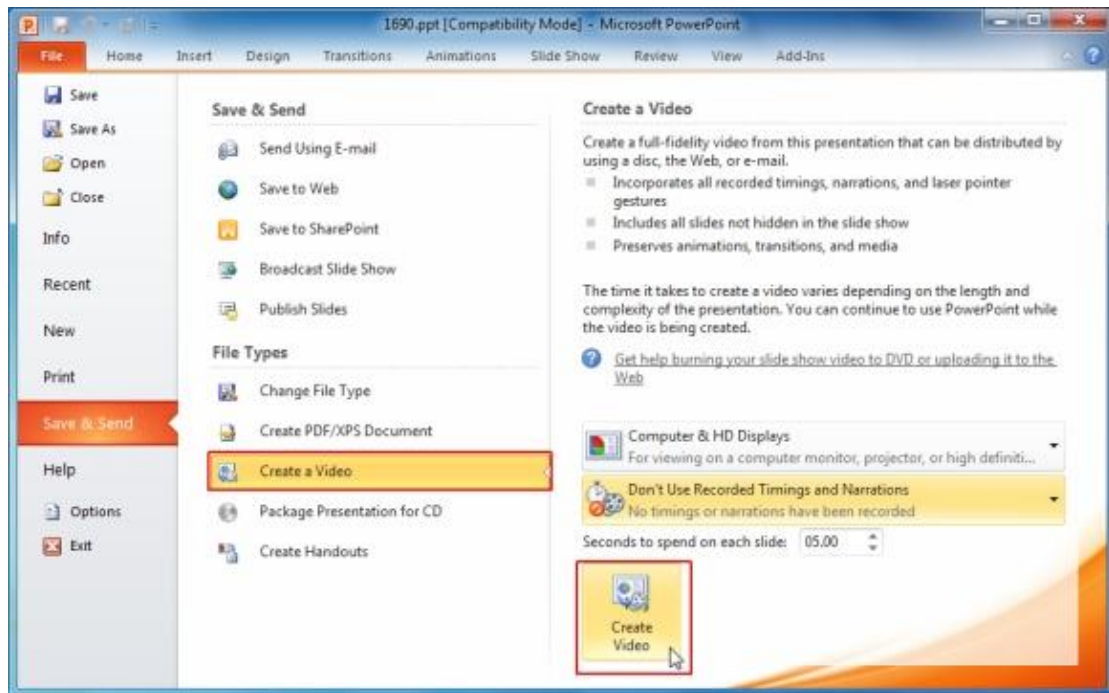 1690.ppt [Compatibility Mode] - Microsoft PowerPoint
File Home Insert Design Transitions Animations Slide Show Review View Add-Ins
Save
Save As
Open
Close
Info
Recent
New
Print
Save & Send
Help
Options
Exit
Save & Send
Send Using E-mail
Save to Web
Save to SharePoint
Broadcast Slide Show
Publish Slides
File Types
Change File Type
Create PDF/XPS Document
Create a Video
Package Presentation for CD
Create Handouts
Create a Video
Create a full-fidelity video from this presentation that can be distributed by
using a disc, the Web, or e-mail.
Incorporates all recorded timings, narrations, and laser pointer
gestures
Includes all slides not hidden in the slide show
Preserves animations, transitions, and media
The time it takes to create a video varies depending on the length and
complexity of the presentation. You can continue to use PowerPoint while
the video is being created.
Get help burning your slide show video to DVD or uploading it to the
Web
Computer & HD Displays
For viewing on a computer monitor, projector, or high definiti...
Don't Use Recorded Timings and Narrations
No timings or narrations have been recorded
Seconds to spend on each slide: 05.00
Create
Video